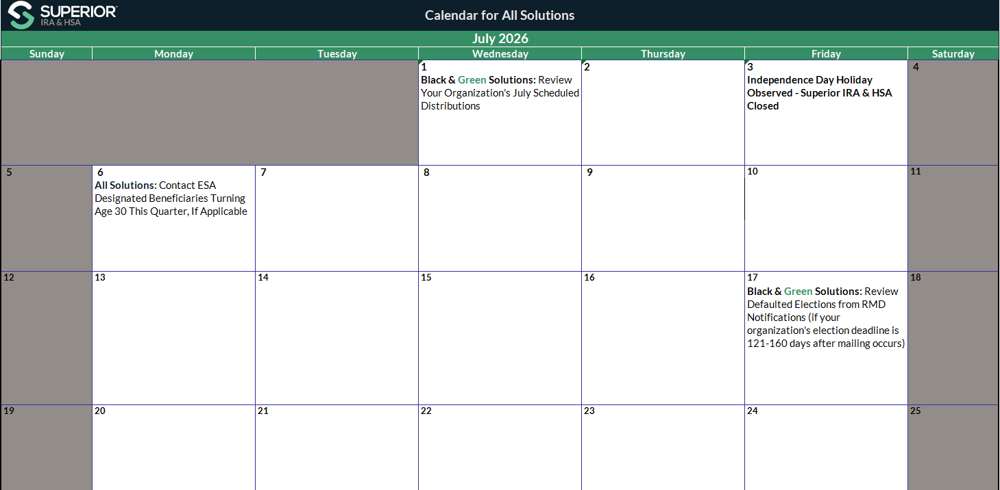 SUPERIOR
IRA & HSA
Calendar for All Solutions
July 2026
Sunday Monday Tuesday Wednesday Thursday Friday Saturday
1 2 3 4
Black & Green Solutions: Review
Your Organization's July Scheduled
Distributions
Independence Day Holiday
Observed - Superior IRA & HSA
Closed
5 6 7 8 9 10 11
All Solutions: Contact ESA
Designated Beneficiaries Turning
Age 30 This Quarter, If Applicable
12 13 14 15 16 17 18
Black & Green Solutions: Review
Defaulted Elections from RMD
Notifications (if your
organization's election deadline is
121-160 days after mailing occurs)
19 20 21 22 23 24 25